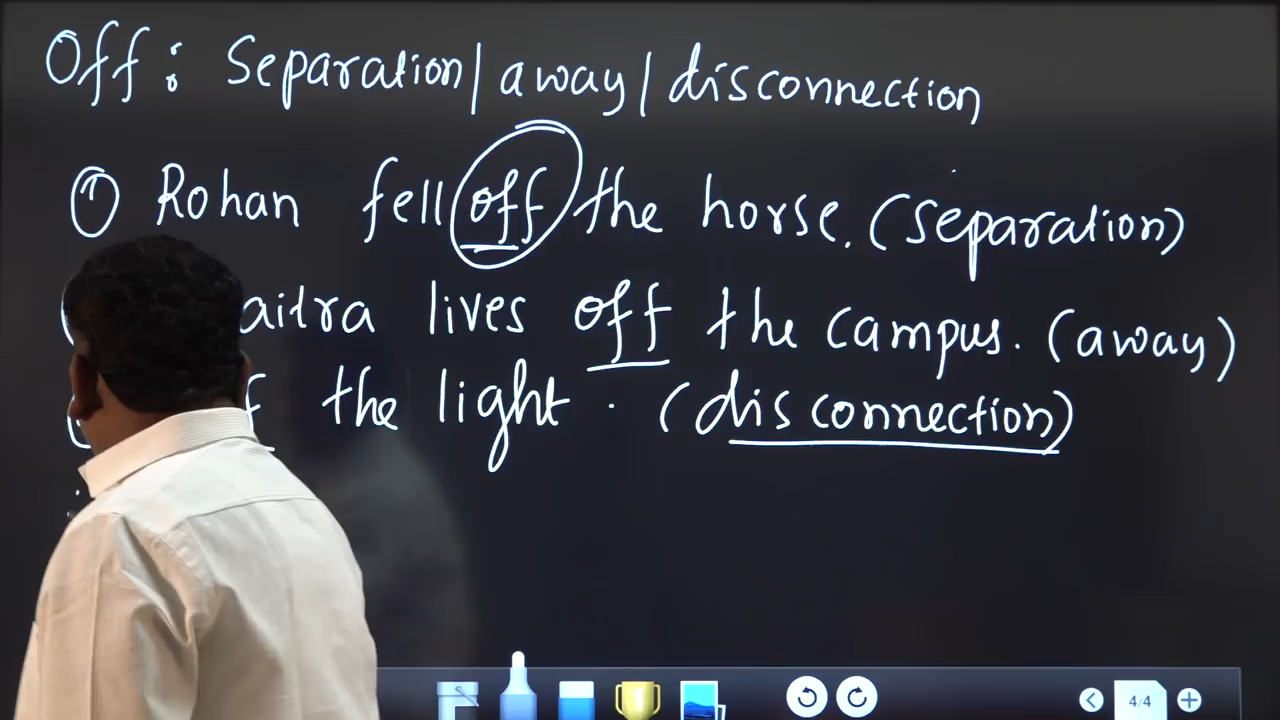 Off: Separation/away/disconnection
① Rohan fell off the horse. (separation)
aitra lives off the campus. (away)
f the light. (disconnection)
4/4